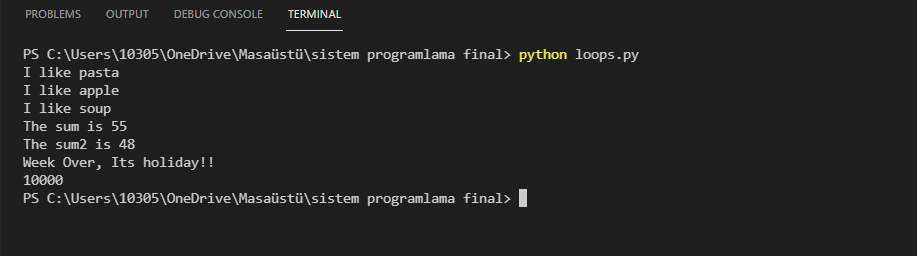 PROBLEMS OUTPUT DEBUG CONSOLE TERMINAL
PS C:\Users\10305\OneDrive\Masaüstü\sistem programlama final> python loops.py
I like pasta
I like apple
I like soup
The sum is 55
The sum2 is 48
Week Over, Its holiday!!
10000
PS C:\Users\10305\OneDrive\Masaüstü\sistem programlama final>